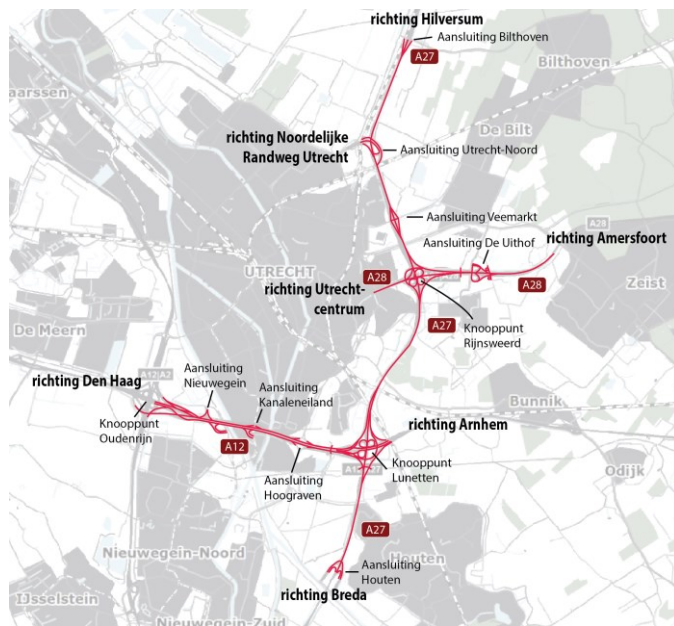 richting Hilversum
Aansluiting Bilthoven
A27
Bilthoven
aarssen
De Bilt
richting Noordelijke
Randweg Utrecht
Aansluiting Utrecht-Noord
Aansluiting Veemarkt
A28
richting Amersfoort
Aansluiting De Uithof
UTRECHT
A28
richting Utrecht-
centrum
A28
Zeist
A27
Knooppunt
Rijnsweerd
De Meern
A12|A2
richting Den Haag
Aansluiting
Nieuwegein
Aansluiting
Kanaleneiland
Bunnik
Knooppunt
Oudenrijn
A12
richting Arnhem
Aansluiting
Hoograven
Knooppunt
Lunetten
Odijk
A27
Nieuwegein-Noord
Houten
Aansluiting
Houten
IJsselstein
richting Breda
Nieuwegein-Zuid